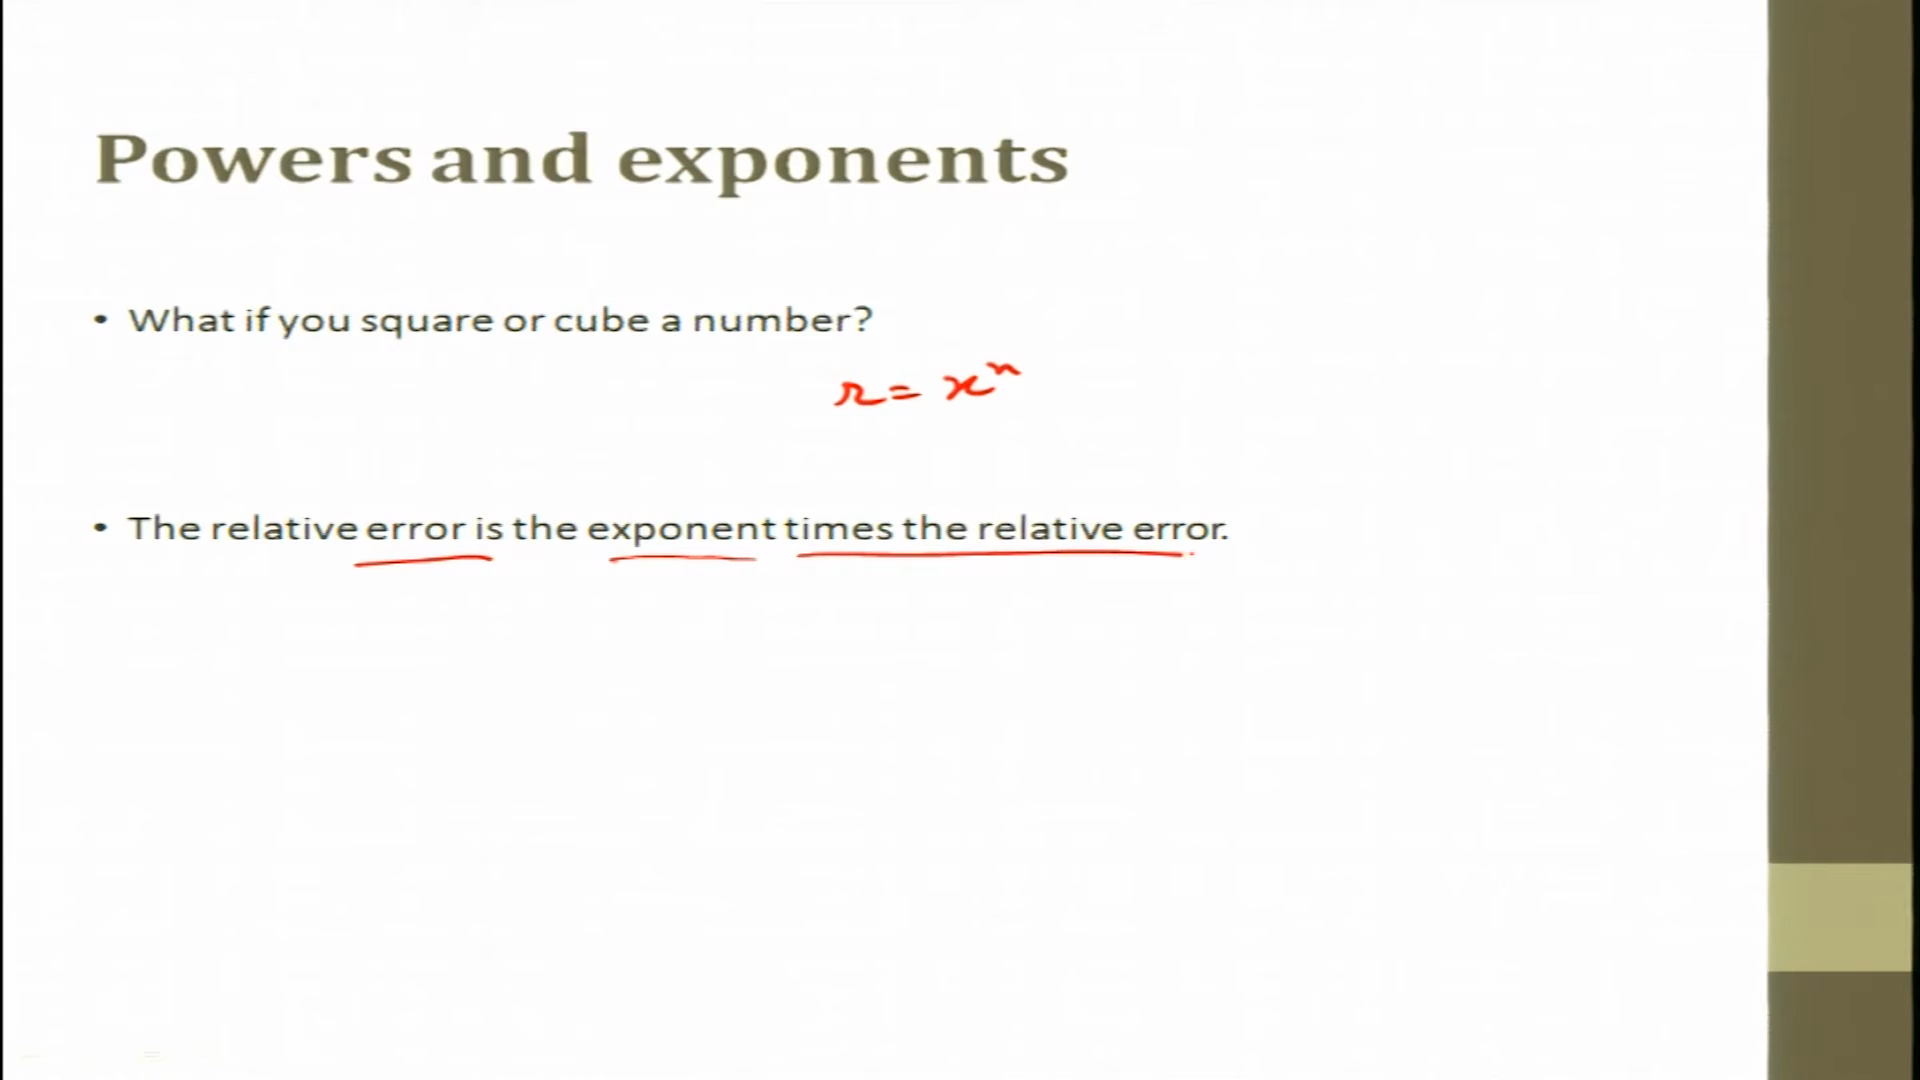 Powers and exponents
• What if you square or cube a number?
r = xⁿ
• The relative error is the exponent times the relative error.